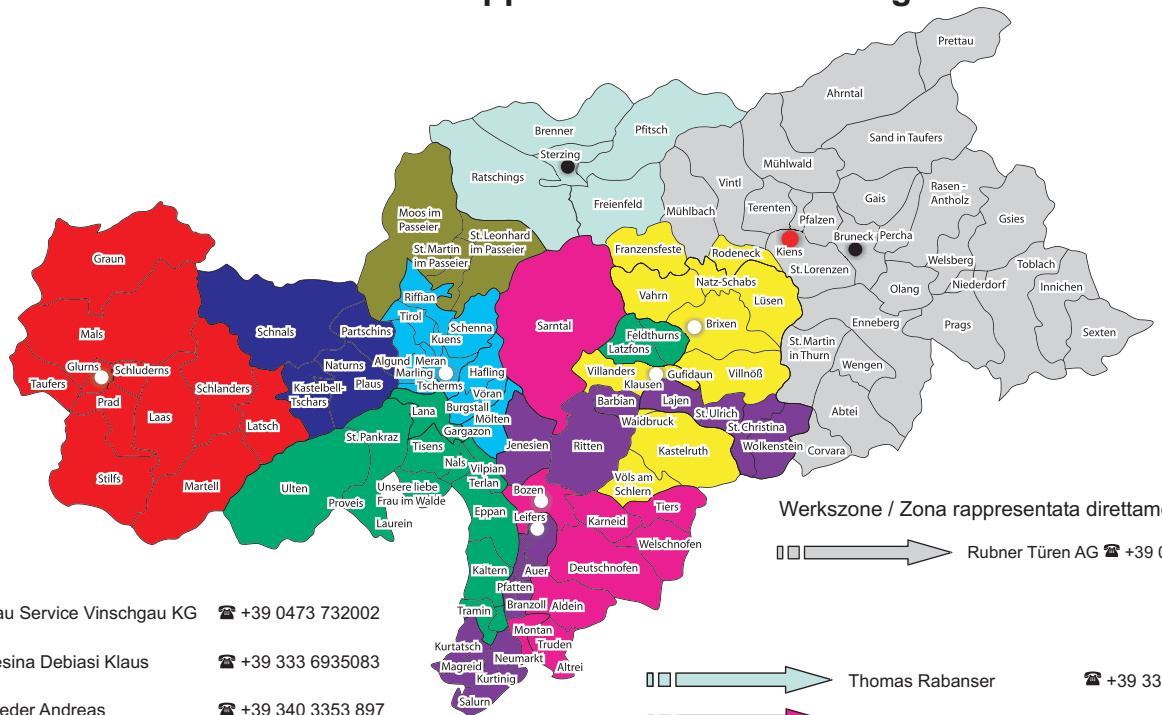 Prettau
Ahrntal
Brenner
Pfitsch
Sand in Taufers
Sterzing
Mühlwald
Ratschings
Vintl
Rasen -
Antholz
Gais
Freienfeld
Mühlbach
Terenten
Moos im
Passeier
Pfalzen
Gsies
St. Leonhard
im Passeier
Bruneck
Percha
St. Martin
im Passeier
Franzensfeste
Rodeneck
Kiens
Graun
Welsberg
Toblach
St. Lorenzen
Natz-Schabs
Niederdorf
Innichen
Olang
Riffian
Vahrn
Lüsen
Tirol
Schenna
Sarntal
Brixen
Enneberg
Prags
Schnals
Partschins
Mals
Kuens
Feldthurns
Sexten
St. Martin
in Thurn
Latzfons
Algund
Meran
Naturns
Wengen
Glurns
Schluderns
Marling
Hafling
Villanders
Gufidaun
Villnöß
Taufers
Plaus
Tscherms
Klausen
Schlanders
Kastelbell-
Tschars
Vöran
Prad
Barbian
Lajen
Lana
Burgstall
St. Ulrich
Abtei
Laas
Mölten
Waidbruck
Latsch
Gargazon
St. Christina
St. Pankraz
Tisens
Jenesien
Ritten
Wolkenstein
Kastelruth
Corvara
Nals
Vilpian
Stilfs
Terlan
Völs am
Schlern
Martell
Ulten
Unsere liebe
Frau im Walde
Bozen
Proveis
Tiers
Eppan
Leifers
Karneid
Laurein
Welschnofen
Kaltern
Auer
Deutschnofen
Pfatten
Branzoll
Aldein
Tramin
Montan
Truden
Kurtatsch
Neumarkt
Altrei
Magreid
Kurtinig
Salurn
Werkszone / Zona rappresentata direttam
Rubner Türen AG ☎ +39 0
au Service Vinschgau KG ☎ +39 0473 732002
esina Debiasi Klaus ☎ +39 333 6935083
eder Andreas ☎ +39 340 3353 897
Thomas Rabanser ☎ +39 33